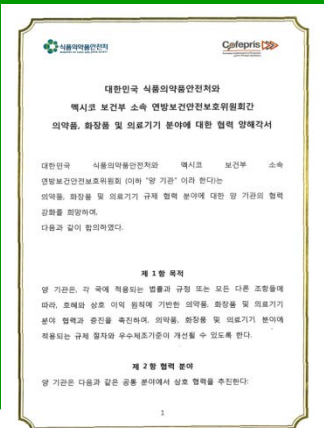 식품의약품안전처
Cofepris
대한민국 식품의약품안전처와
멕시코 보건부 소속 연방보건안전보호위원회간
의약품, 화장품 및 의료기기 분야에 대한 협력 양해각서
대한민국 식품의약품안전처와 멕시코 보건부 소속
연방보건안전보호위원회 (이하 "양 기관" 이라 한다)는
의약품, 화장품 및 의료기기 규제 협력 분야에 대한 양 기관의 협력
강화를 희망하여,
다음과 같이 합의하였다.
제 1항 목적
양 기관은, 각 국에 적용되는 법률과 규정 또는 모든 다른 조항들에
따라, 호혜와 상호 이익 원칙에 기반한 의약품, 화장품 및 의료기기
분야 협력과 증진을 촉진하여, 의약품, 화장품 및 의료기기 분야에
적용되는 규제 절차와 우수제조기준이 개선될 수 있도록 한다.
제 2항 협력 분야
양 기관은 다음과 같은 공통 분야에서 상호 협력을 추진한다:
1